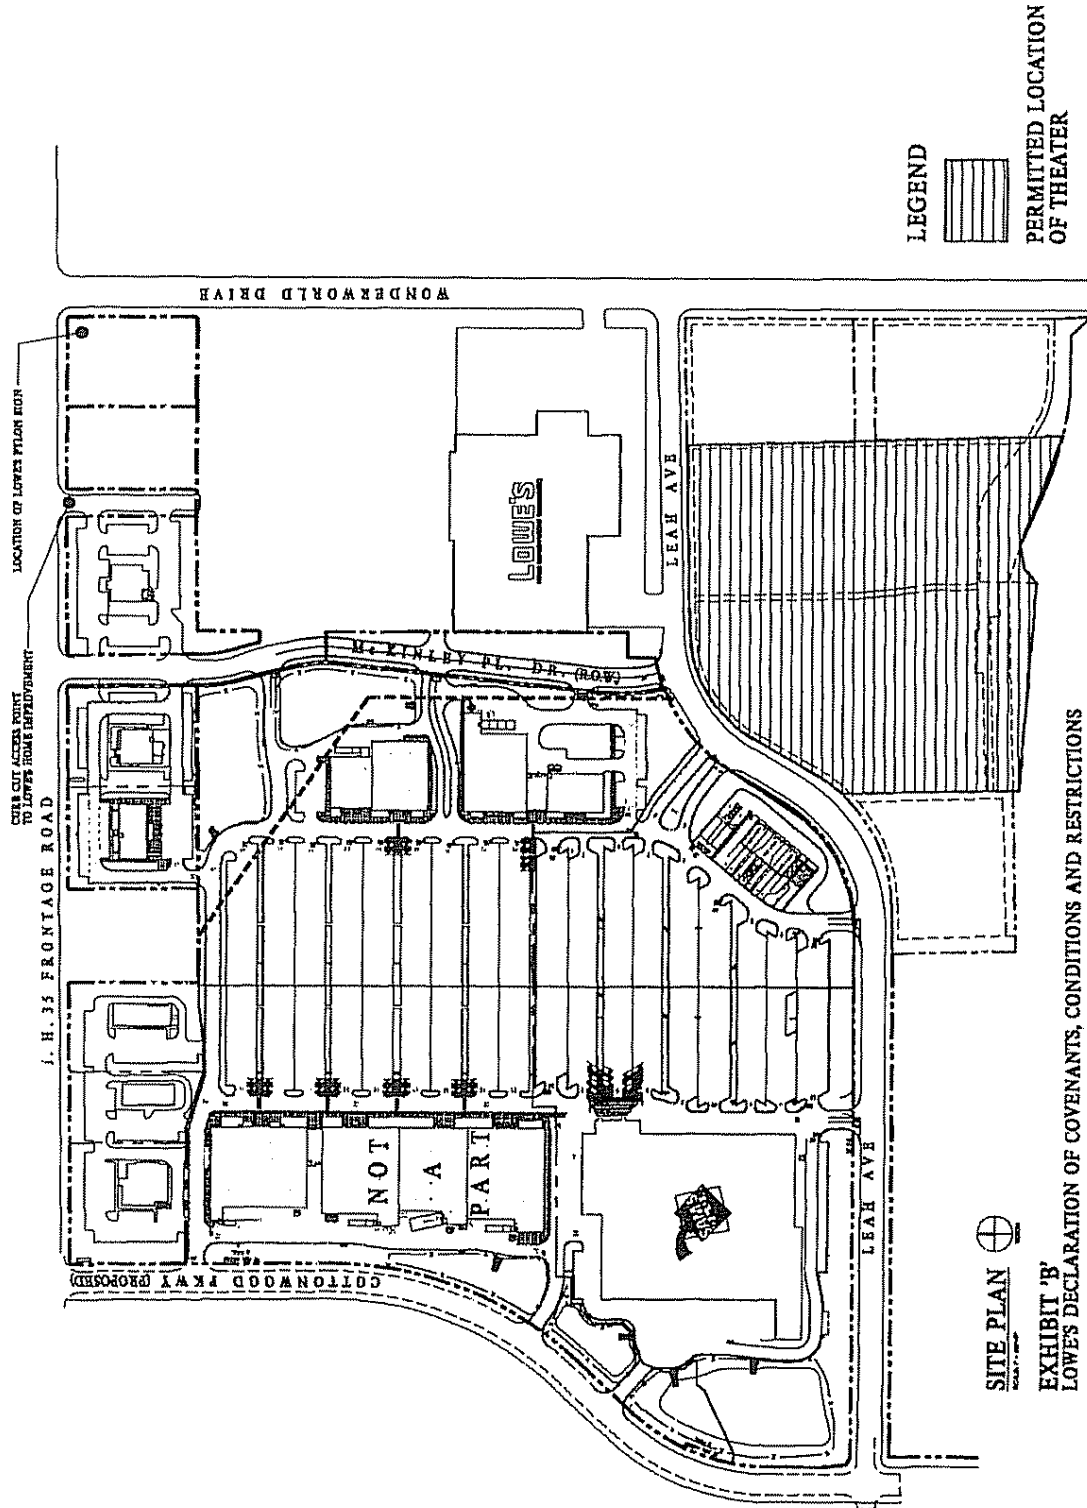 LOCATION OF LOWE'S PYLON SIGN
CURB CUT ACCESS POINT
TO LOWE'S HOME IMPROVEMENT
I. H. 35 FRONTAGE ROAD
WONDERWORLD DRIVE
LOWE'S
LEAH AVE
Mc KINLEY PL. DR. (ROW)
NOT
A
PART
COTTONWOOD PKWY (PROPOSED)
LEAH AVE
LEGEND
PERMITTED LOCATION
OF THEATER
SITE PLAN
EXHIBIT 'B'
LOWE'S DECLARATION OF COVENANTS, CONDITIONS AND RESTRICTIONS